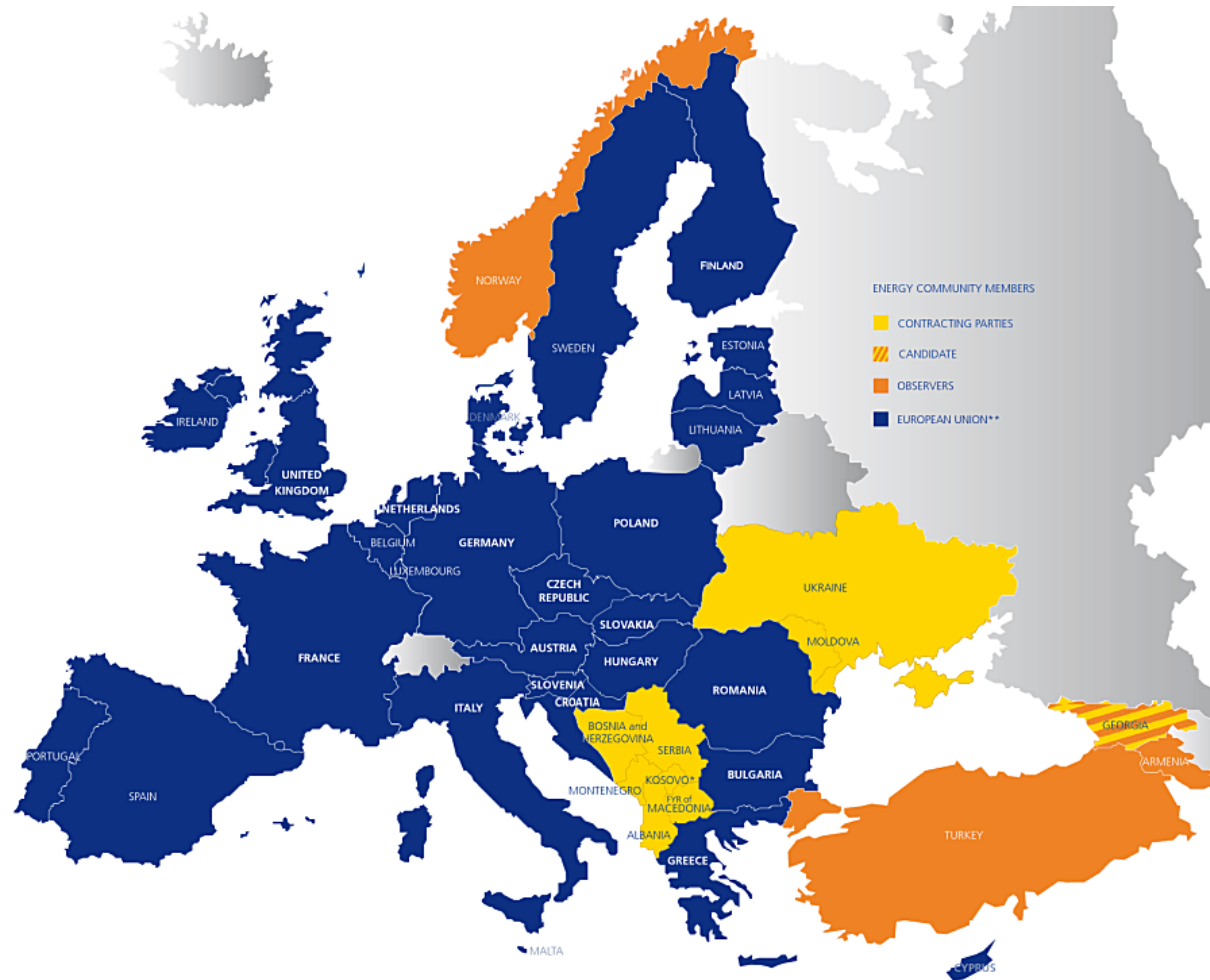 NORWAY
FINLAND
SWEDEN
ENERGY COMMUNITY MEMBERS
CONTRACTING PARTIES
CANDIDATE
OBSERVERS
EUROPEAN UNION**
ESTONIA
LATVIA
LITHUANIA
DENMARK
IRELAND
UNITED
KINGDOM
NETHERLANDS
BELGIUM
LUXEMBOURG
GERMANY
POLAND
CZECH
REPUBLIC
SLOVAKIA
UKRAINE
MOLDOVA
FRANCE
AUSTRIA
HUNGARY
SLOVENIA
CROATIA
ITALY
ROMANIA
BOSNIA and
HERZEGOVINA
SERBIA
KOSOVO*
MONTENEGRO
FYR of
MACEDONIA
ALBANIA
BULGARIA
GREECE
GEORGIA
ARMENIA
TURKEY
PORTUGAL
SPAIN
MALTA
CYPRUS